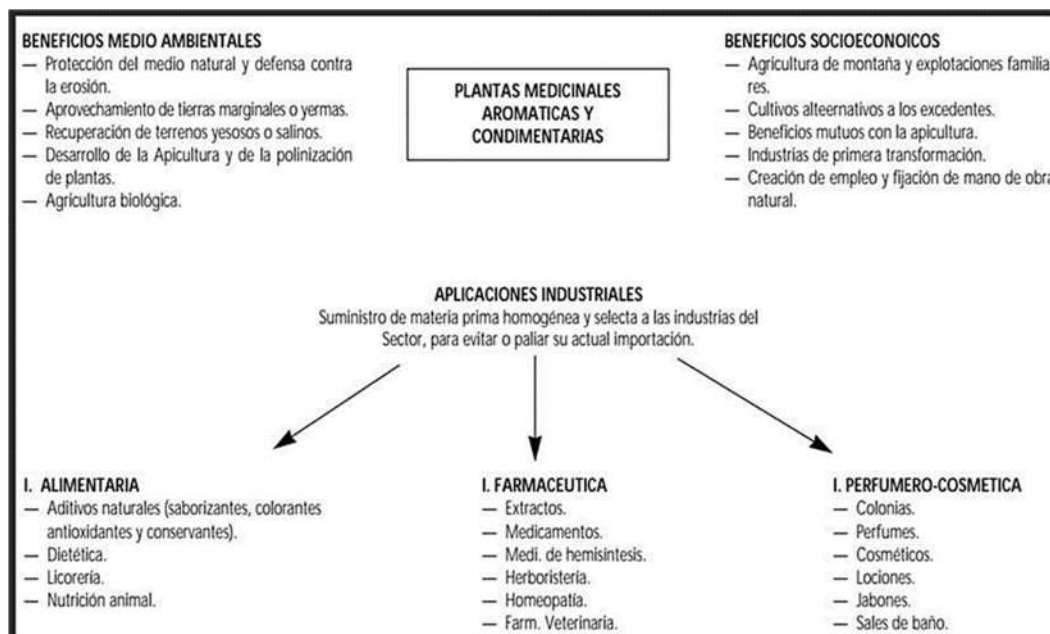 BENEFICIOS MEDIO AMBIENTALES
— Protección del medio natural y defensa contra
la erosión.
— Aprovechamiento de tierras marginales o yermas.
— Recuperación de terrenos yesosos o salinos.
— Desarrollo de la Apicultura y de la polinización
de plantas.
— Agricultura biológica.
PLANTAS MEDICINALES
AROMATICAS Y
CONDIMENTARIAS
BENEFICIOS SOCIOECONOICOS
— Agricultura de montaña y explotaciones familia
res.
— Cultivos alteernativos a los excedentes.
— Beneficios mutuos con la apicultura.
— Industrias de primera transformación.
— Creación de empleo y fijación de mano de obra
natural.
APLICACIONES INDUSTRIALES
Suministro de materia prima homogénea y selecta a las industrias del
Sector, para evitar o paliar su actual importación.
I. ALIMENTARIA
— Aditivos naturales (saborizantes, colorantes
antioxidantes y conservantes).
— Dietética.
— Licorería.
— Nutrición animal.
I. FARMACEUTICA
— Extractos.
— Medicamentos.
— Medi. de hemisintesis.
— Herboristería.
— Homeopatía.
— Farm. Veterinaria.
I. PERFUMERO-COSMETICA
— Colonias.
— Perfumes.
— Cosméticos.
— Lociones.
— Jabones.
— Sales de baño.